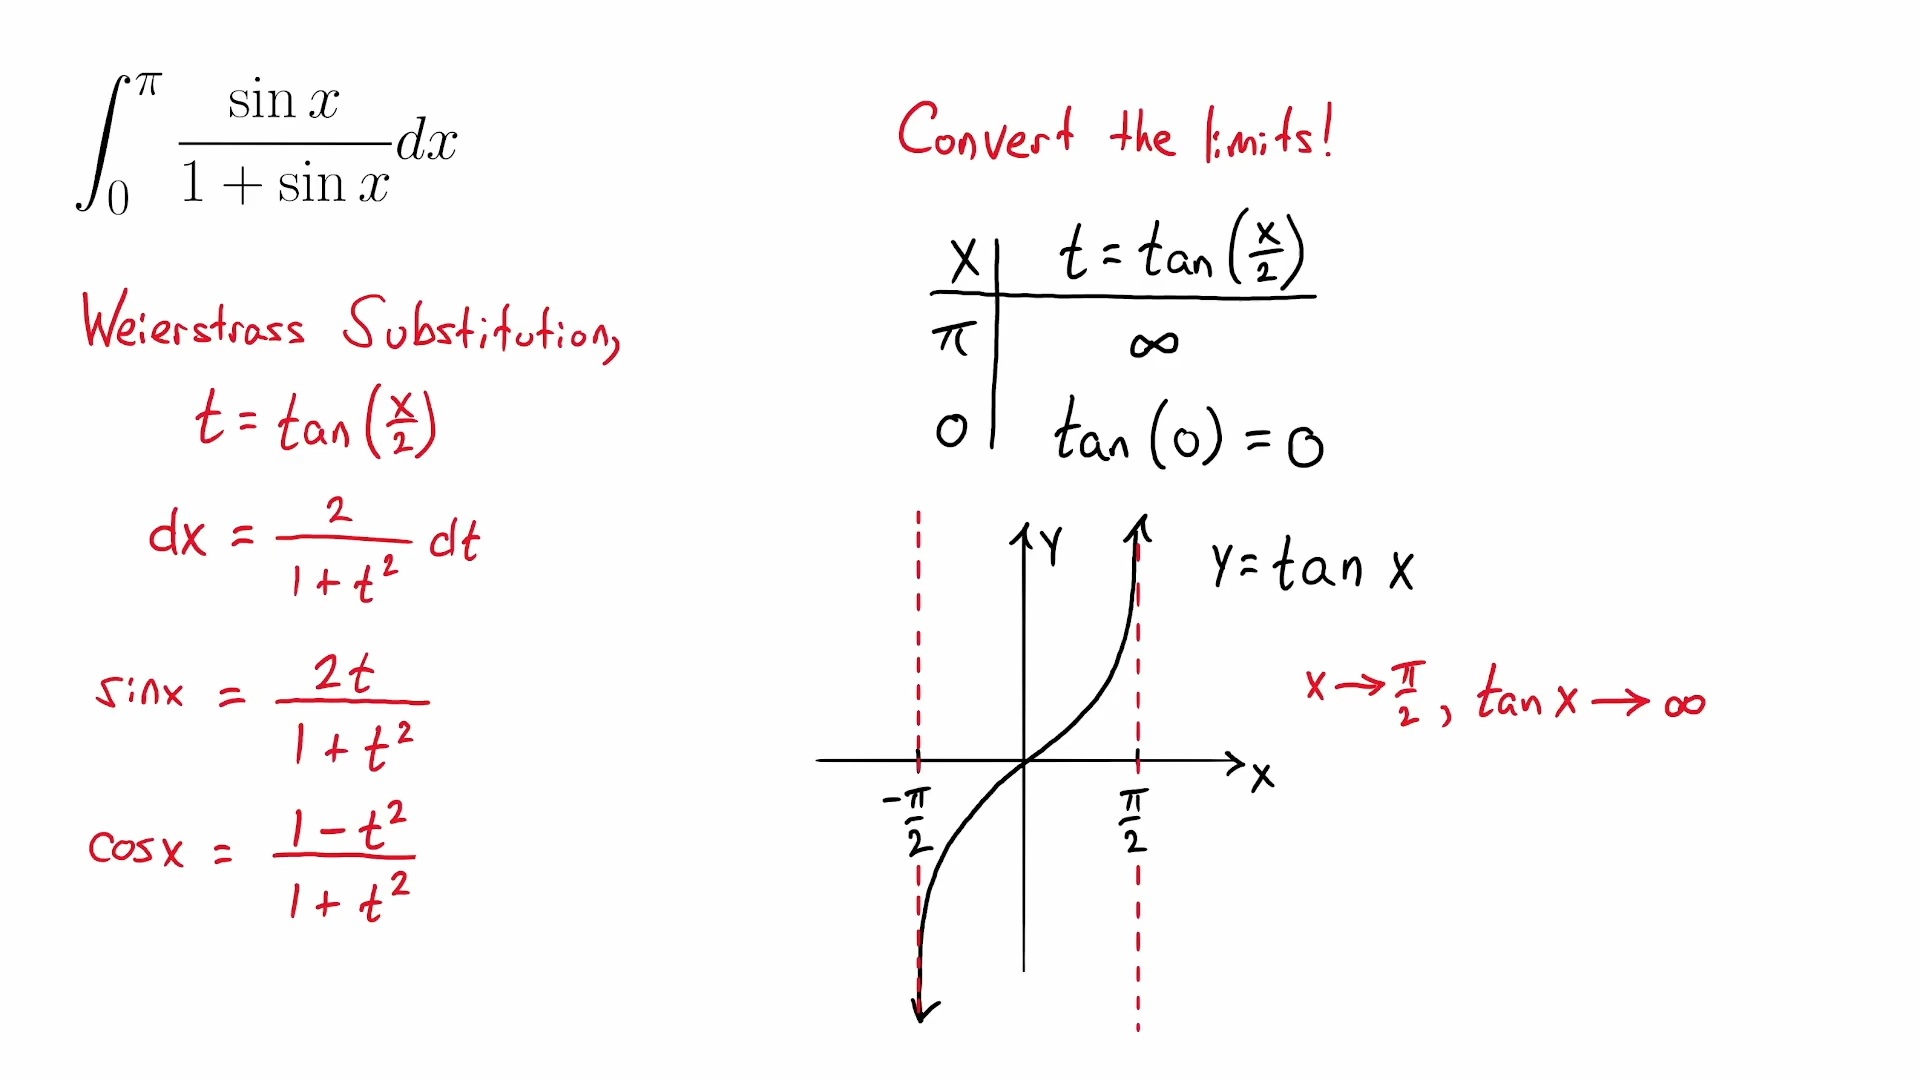 ∫₀^π sin x / (1 + sin x) dx
Weierstrass Substitution,
t = tan(x/2)
dx = 2/(1 + t²) dt
sinx = 2t/(1 + t²)
cosx = (1 − t²)/(1 + t²)
Convert the limits!
x | t = tan(x/2)
π | ∞
0 | tan(0) = 0
y
y = tan x
x → π/2, tan x → ∞
x
-π/2
π/2